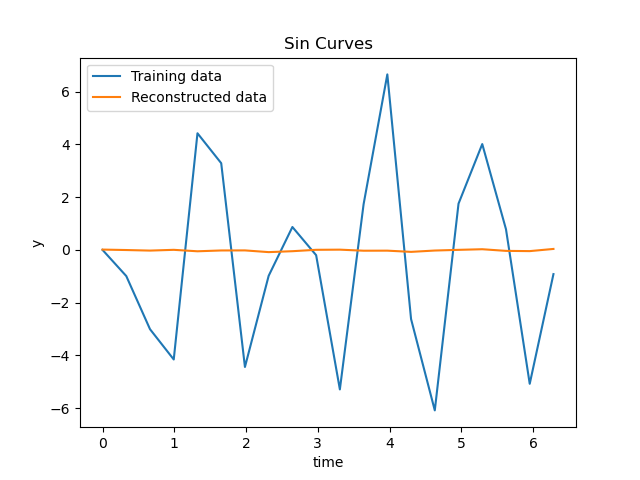 Sin Curves
Training data
Reconstructed data
6
4
2
0
−2
−4
−6
y
0 1 2 3 4 5 6
time